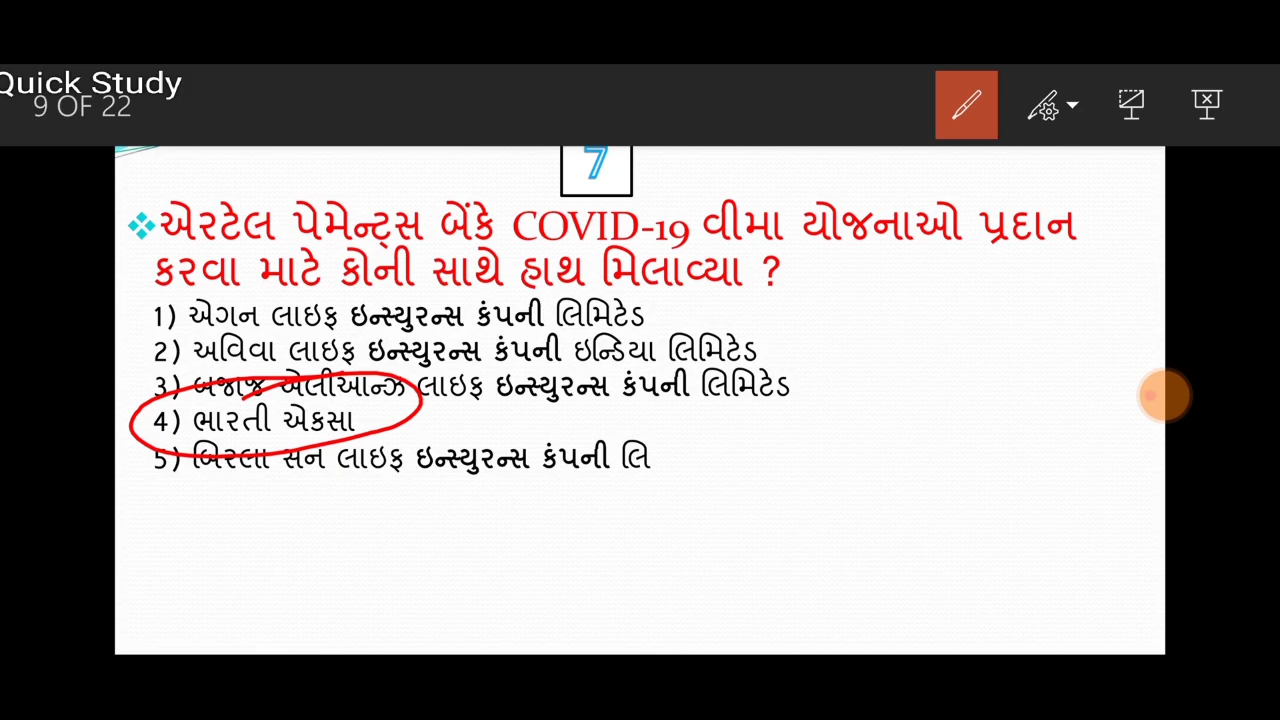 Quick Study
9 OF 22
7
એરટેલ પેમેન્ટ્સ બેંકે COVID-19 વીમા યોજનાઓ પ્રદાન
કરવા માટે કોની સાથે હાથ મિલાવ્યા ?
1) એગન લાઇફ ઇન્સ્યુરન્સ કંપની લિમિટેડ
2) અવિવા લાઇફ ઇન્સ્યુરન્સ કંપની ઇન્ડિયા લિમિટેડ
3) બજાજ એલીઆન્ઝ લાઇફ ઇન્સ્યુરન્સ કંપની લિમિટેડ
4) ભારતી એકસા
5) બિરલા સન લાઇફ ઇન્સ્યુરન્સ કંપની લિ